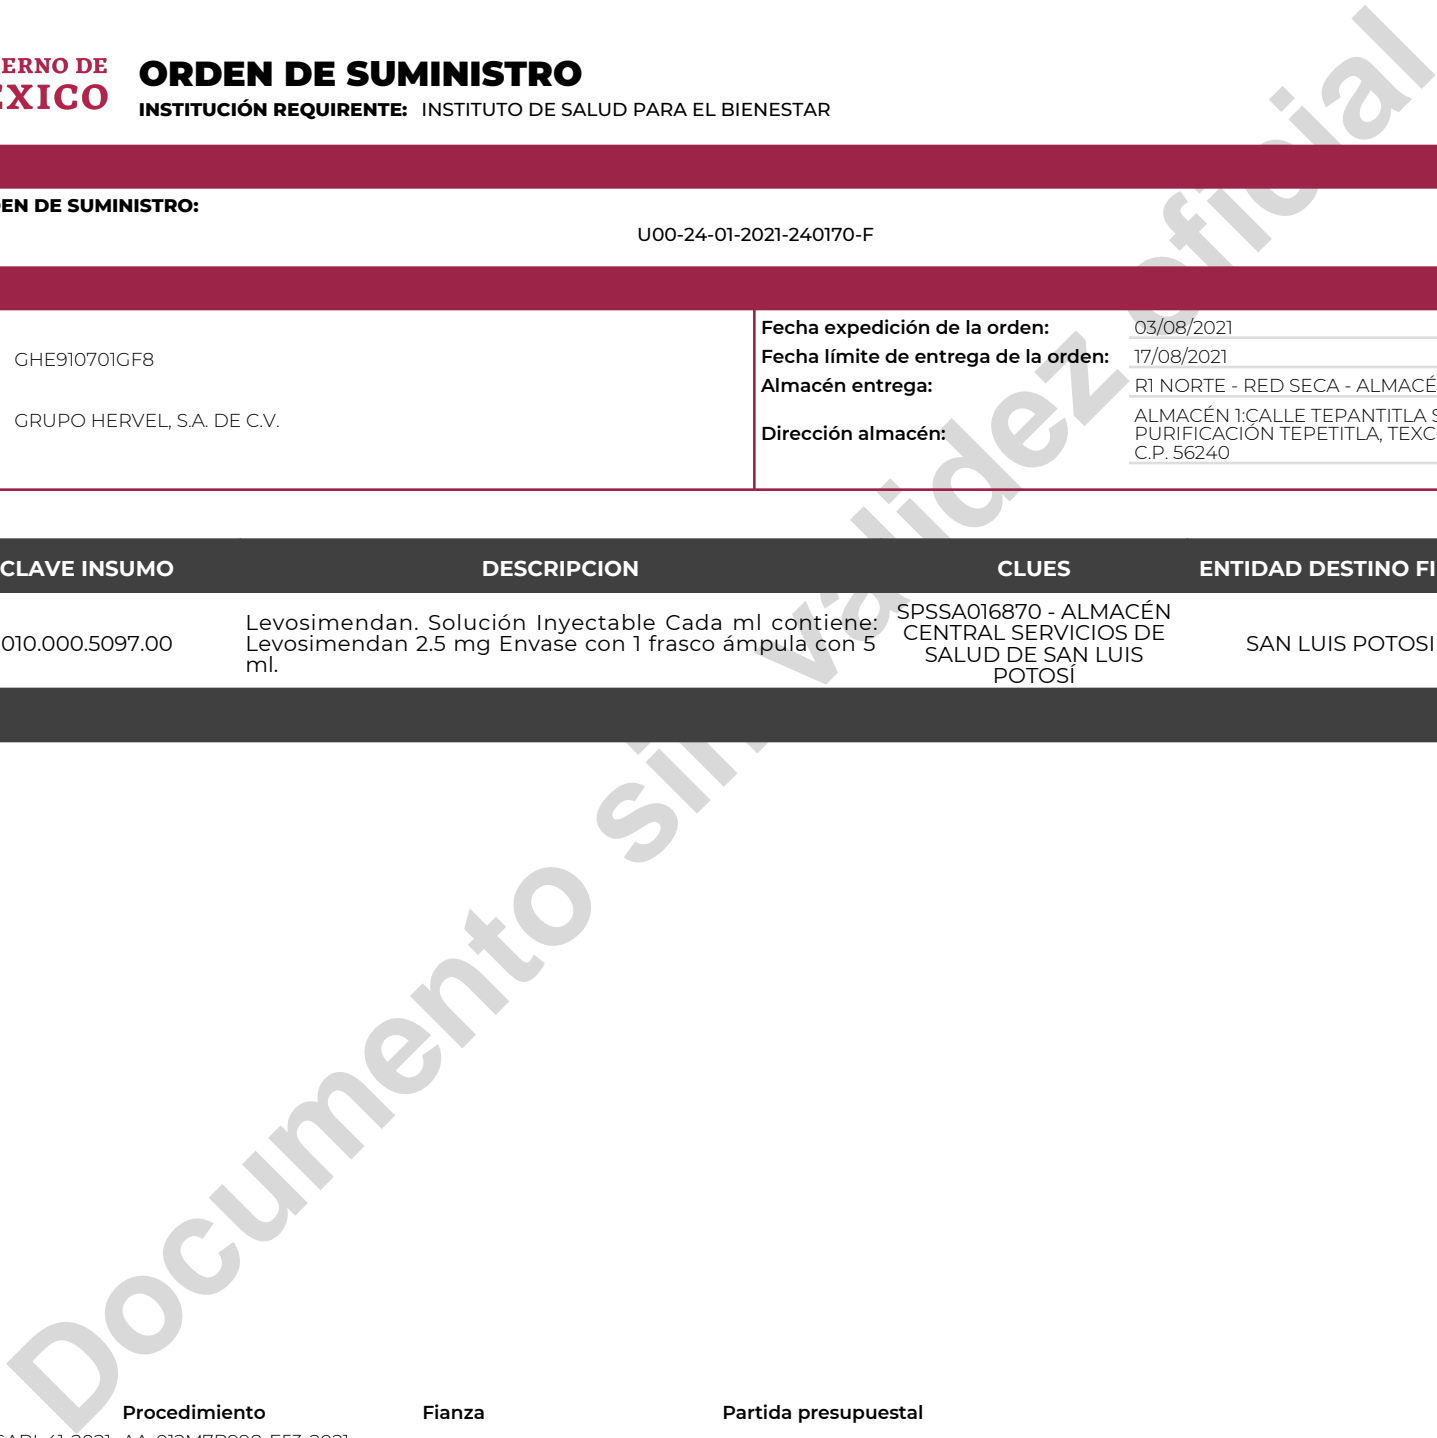 ERNO DE
EXICO
ORDEN DE SUMINISTRO
INSTITUCIÓN REQUIRENTE: INSTITUTO DE SALUD PARA EL BIENESTAR
EN DE SUMINISTRO:
U00-24-01-2021-240170-F
GHE910701GF8
GRUPO HERVEL, S.A. DE C.V.
Fecha expedición de la orden: 03/08/2021
Fecha límite de entrega de la orden: 17/08/2021
Almacén entrega: R1 NORTE - RED SECA - ALMACÉ
Dirección almacén: ALMACÉN 1:CALLE TEPANTITLA S
PURIFICACIÓN TEPETITLA, TEXC
C.P. 56240
CLAVE INSUMO DESCRIPCION CLUES ENTIDAD DESTINO FI
010.000.5097.00
Levosimendan. Solución Inyectable Cada ml contiene:
Levosimendan 2.5 mg Envase con 1 frasco ámpula con 5
ml.
SPSSA016870 - ALMACÉN
CENTRAL SERVICIOS DE
SALUD DE SAN LUIS
POTOSÍ
SAN LUIS POTOSI
Documento sin validez oficial
Procedimiento Fianza Partida presupuestal